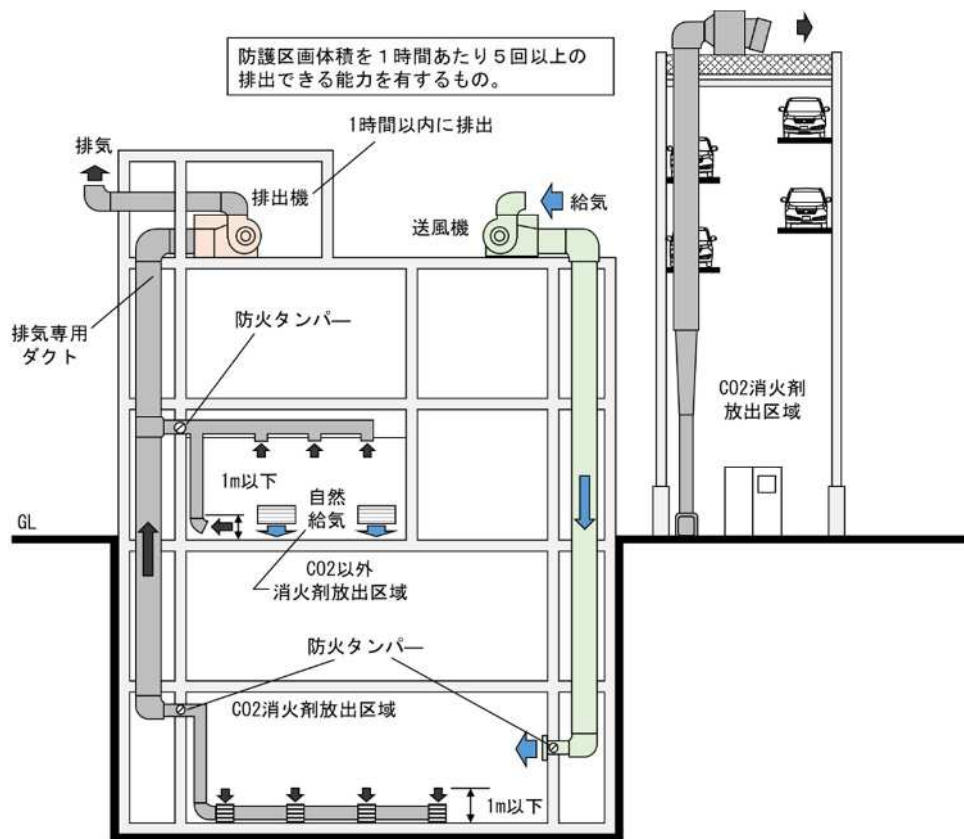 防護区画体積を１時間あたり５回以上の
排出できる能力を有するもの。
1時間以内に排出
排気
排出機
送風機
給気
防火タンパー
排気専用
ダクト
CO2消火剤
放出区域
1m以下
自然
給気
GL
CO2以外
消火剤放出区域
防火タンパー
CO2消火剤放出区域
1m以下